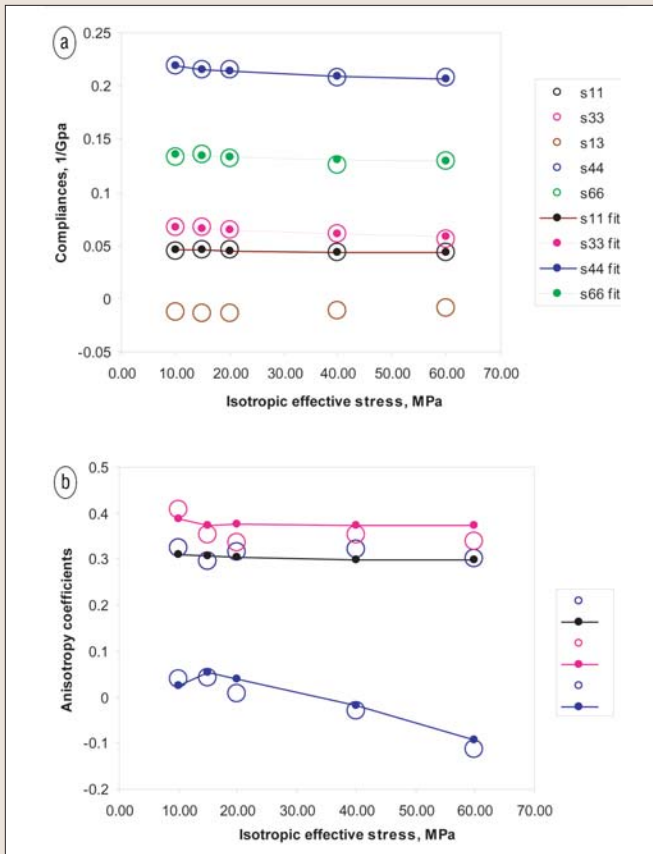 a
0.25
0.2
0.15
0.1
0.05
0
-0.05
Compliances, 1/Gpa
0.00 10.00 20.00 30.00 40.00 50.00 60.00 70.00
Isotropic effective stress, MPa
s11
s33
s13
s44
s66
s11 fit
s33 fit
s44 fit
s66 fit
b
0.5
0.4
0.3
0.2
0.1
0
-0.1
-0.2
Anisotropy coefficients
0.00 10.00 20.00 30.00 40.00 50.00 60.00 70.00
Isotropic effective stress, MPa